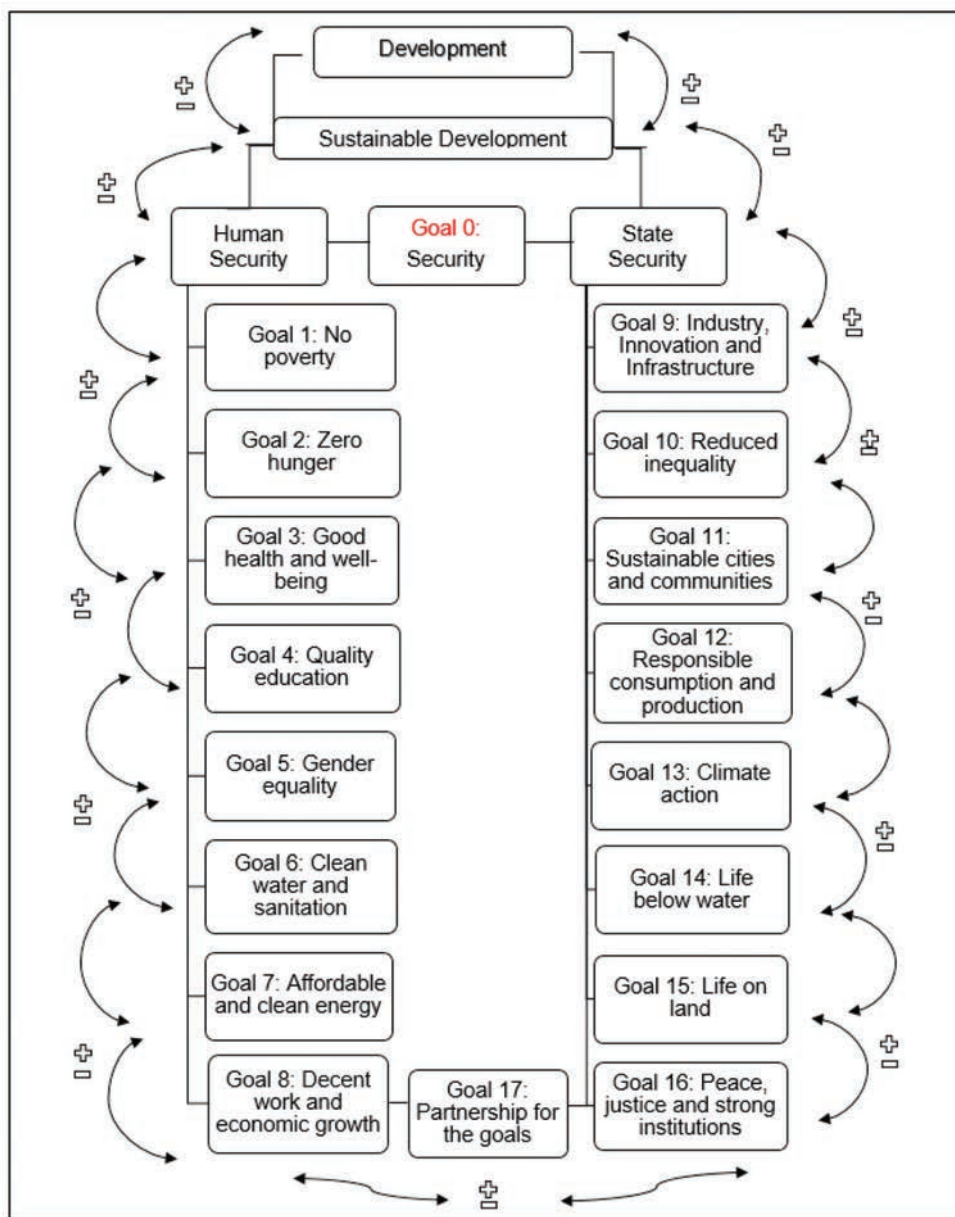 Development
Sustainable Development
Human
Security
Goal 0:
Security
State
Security
Goal 1: No
poverty
Goal 2: Zero
hunger
Goal 3: Good
health and well-
being
Goal 4: Quality
education
Goal 5: Gender
equality
Goal 6: Clean
water and
sanitation
Goal 7: Affordable
and clean energy
Goal 8: Decent
work and
economic growth
Goal 17:
Partnership for
the goals
Goal 9: Industry,
Innovation and
Infrastructure
Goal 10: Reduced
inequality
Goal 11:
Sustainable cities
and communities
Goal 12:
Responsible
consumption and
production
Goal 13: Climate
action
Goal 14: Life
below water
Goal 15: Life on
land
Goal 16: Peace,
justice and strong
institutions